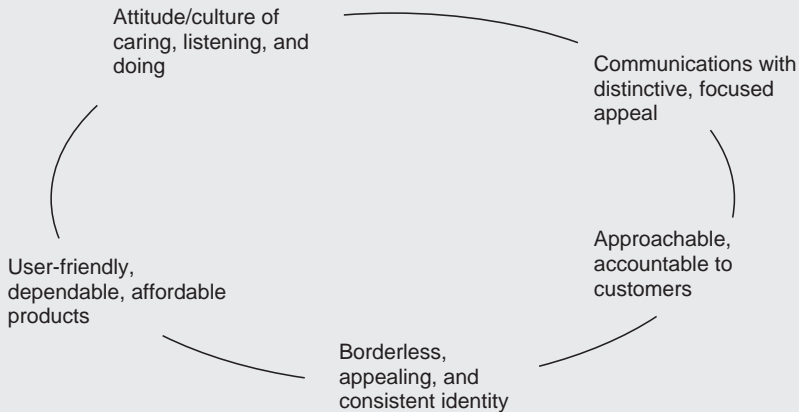 Attitude/culture of
caring, listening, and
doing
Communications with
distinctive, focused
appeal
Approachable,
accountable to
customers
Borderless,
appealing, and
consistent identity
User-friendly,
dependable, affordable
products